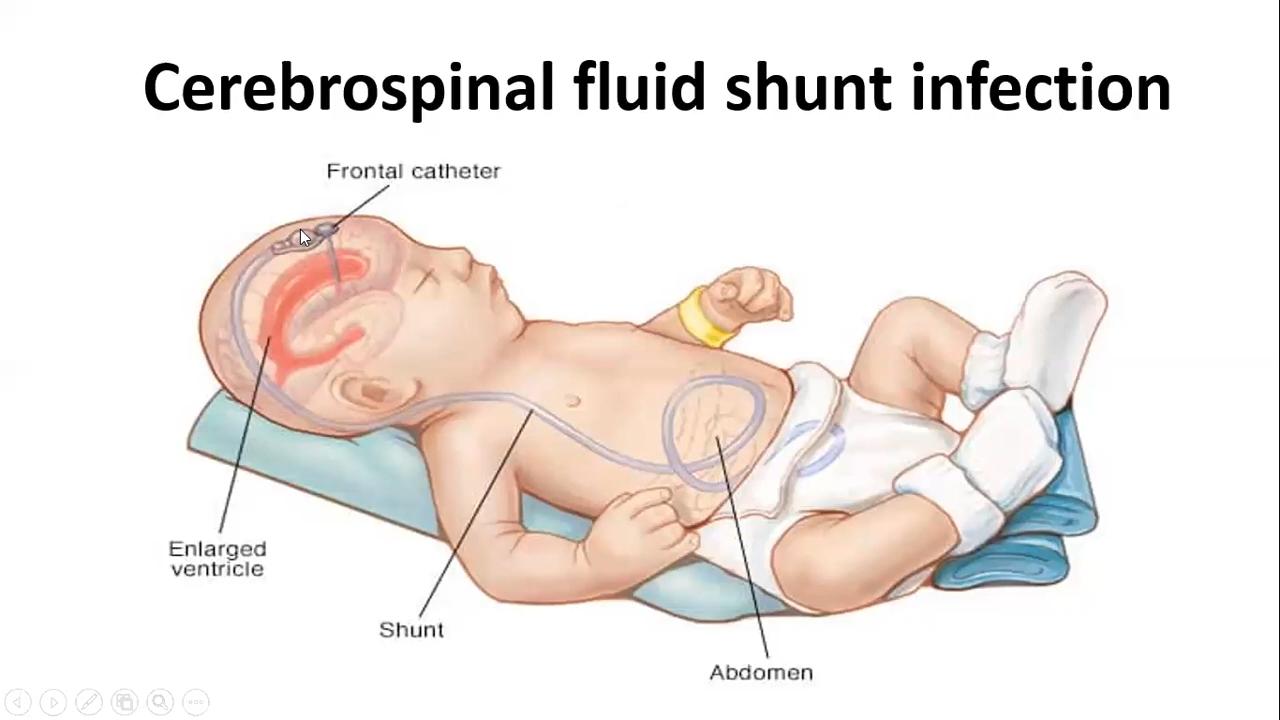 Cerebrospinal fluid shunt infection
Frontal catheter
Enlarged
ventricle
Shunt
Abdomen